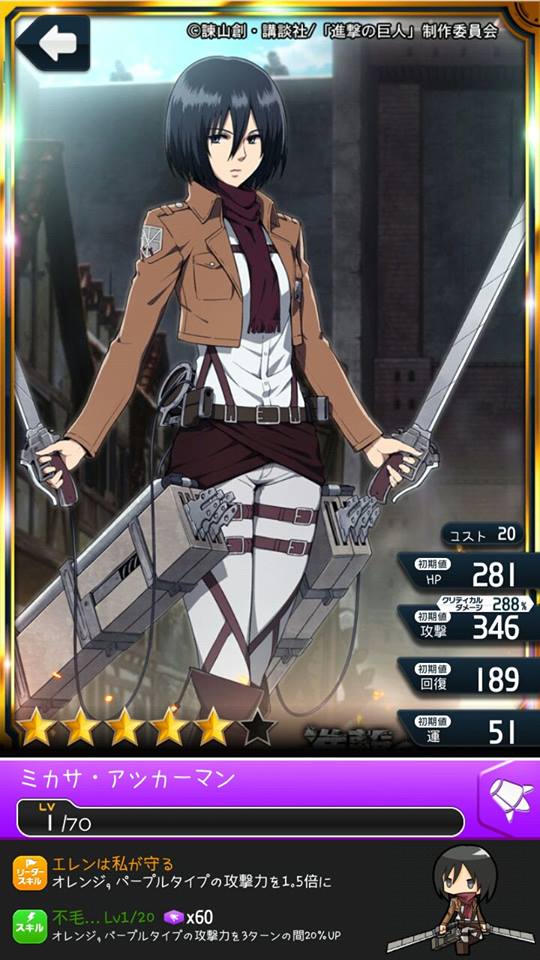 ©諫山創・講談社/「進撃の巨人」制作委員会
コスト 20
初期値
HP 281
クリティカル
ダメージ 288%
初期値
攻撃 346
初期値
回復 189
初期値
運 51
ミカサ・アッカーマン
LV
1/70
リーダー
スキル
エレンは私が守る
オレンジ,パープルタイプの攻撃力を1.5倍に
スキル
不毛... Lv1/20 x60
オレンジ,パープルタイプの攻撃力を3ターンの間20%UP